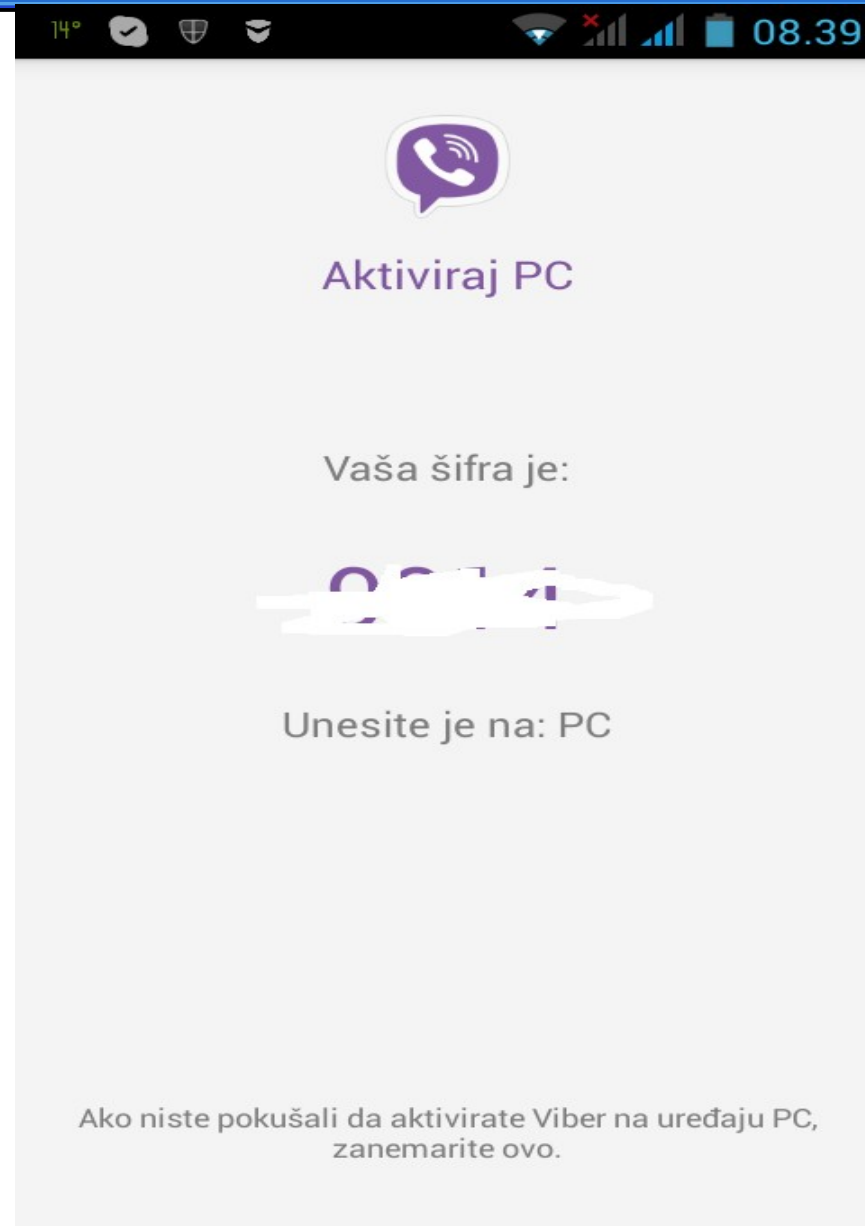 14° 08.39
Aktiviraj PC
Vaša šifra je:
Unesite je na: PC
Ako niste pokušali da aktivirate Viber na uređaju PC,
zanemarite ovo.